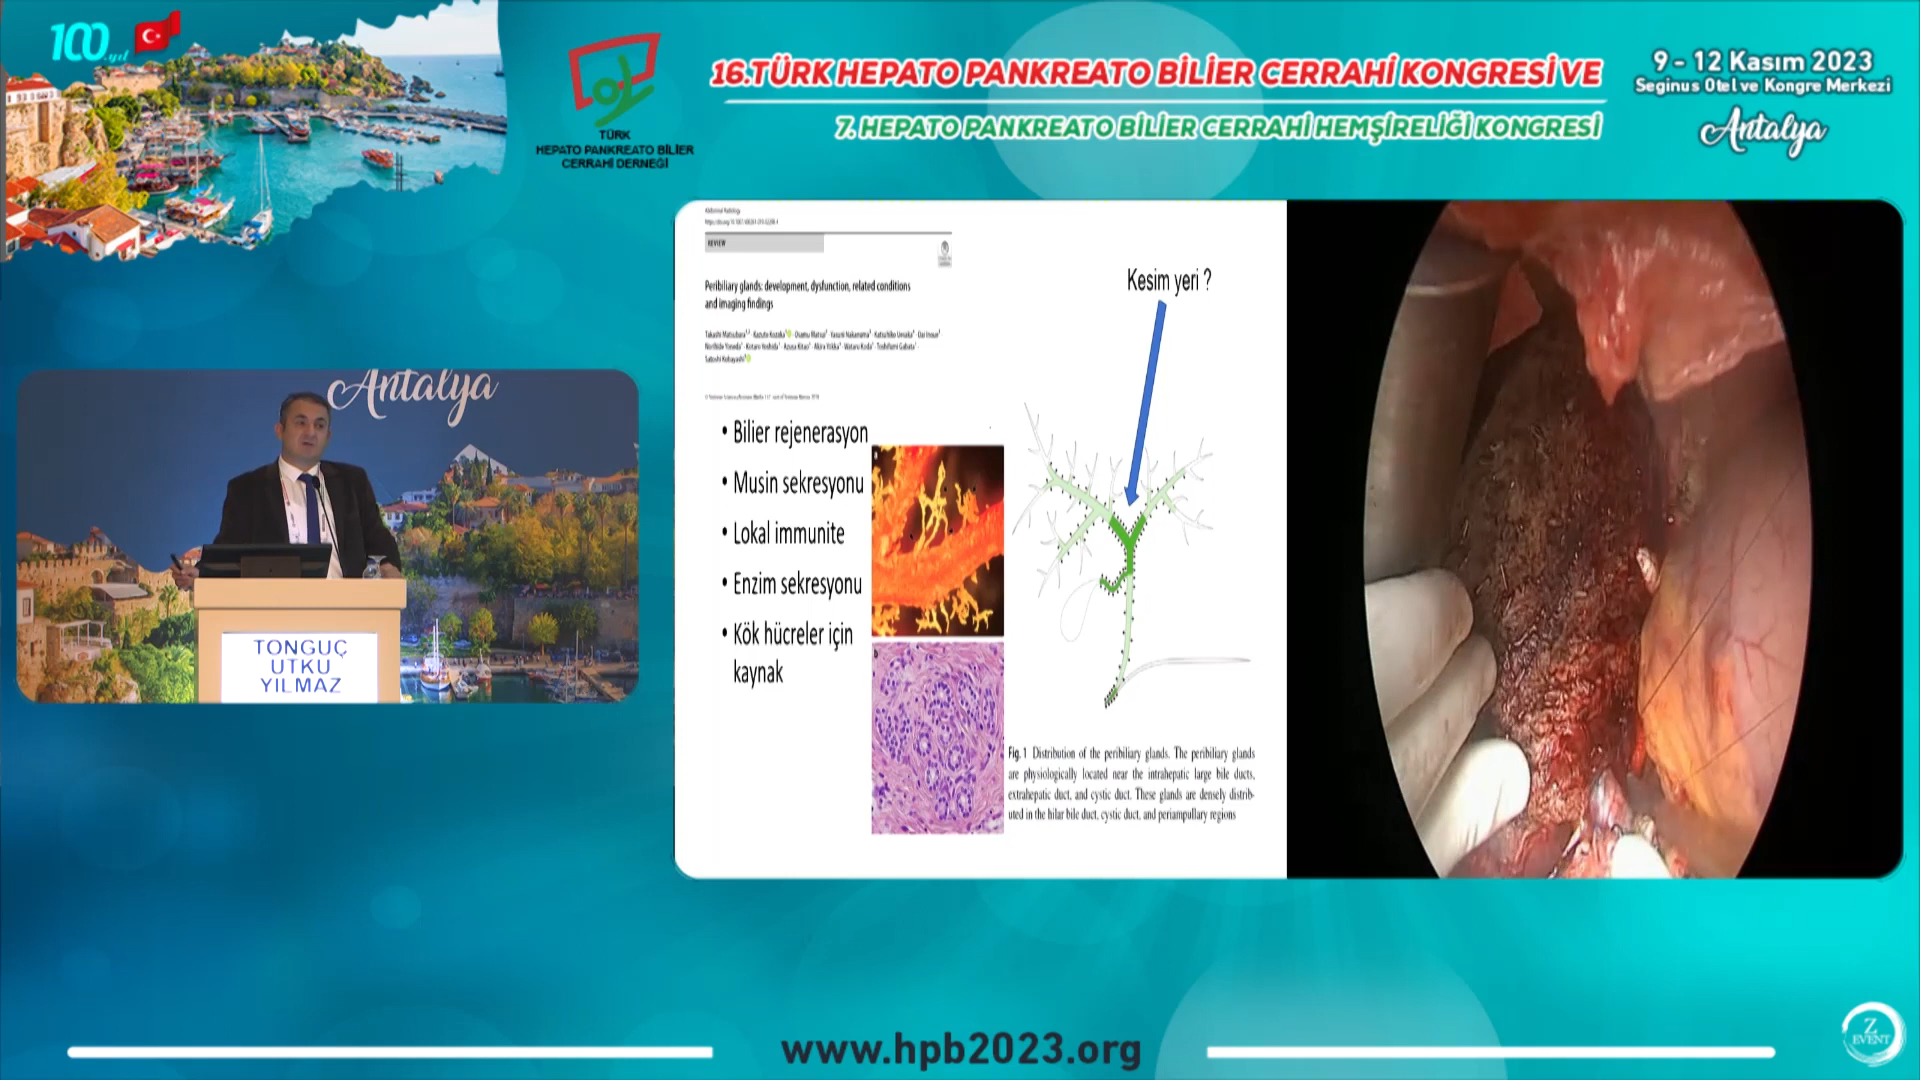 100.yıl
TÜRK
HEPATO PANKREATO BİLİER
CERRAHİ DERNEĞİ
16.TÜRK HEPATO PANKREATO BİLİER CERRAHİ KONGRESİ VE
7. HEPATO PANKREATO BİLİER CERRAHİ HEMŞİRELİĞİ KONGRESİ
9 - 12 Kasım 2023
Seginus Otel ve Kongre Merkezi
Antalya
Antalya
TONGUÇ
UTKU
YILMAZ
Abdominal Radiology
REVIEW
Peribiliary glands: development, dysfunction, related conditions
and imaging findings
• Bilier rejenerasyon
• Musin sekresyonu
• Lokal immunite
• Enzim sekresyonu
• Kök hücreler için
kaynak
a
b
Kesim yeri ?
Fig. 1 Distribution of the peribiliary glands. The peribiliary glands
are physiologically located near the intrahepatic large bile ducts,
extrahepatic duct, and cystic duct. These glands are densely distrib-
uted in the hilar bile duct, cystic duct, and periampullary regions
www.hpb2023.org
Z
EVENT